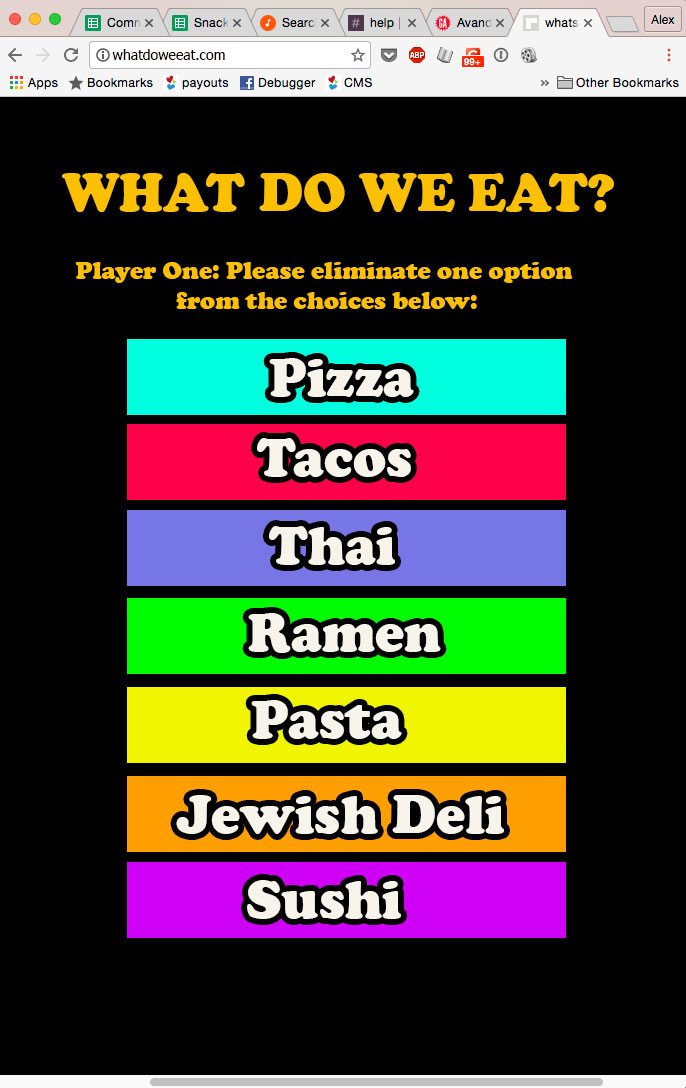 Comm
Snack
Searc
help |
Avand
whats
Alex
whatdoweeat.com
ABP
99+
Apps
Bookmarks
payouts
Debugger
CMS
»
Other Bookmarks
WHAT DO WE EAT?
Player One: Please eliminate one option
from the choices below:
Pizza
Tacos
Thai
Ramen
Pasta
Jewish Deli
Sushi